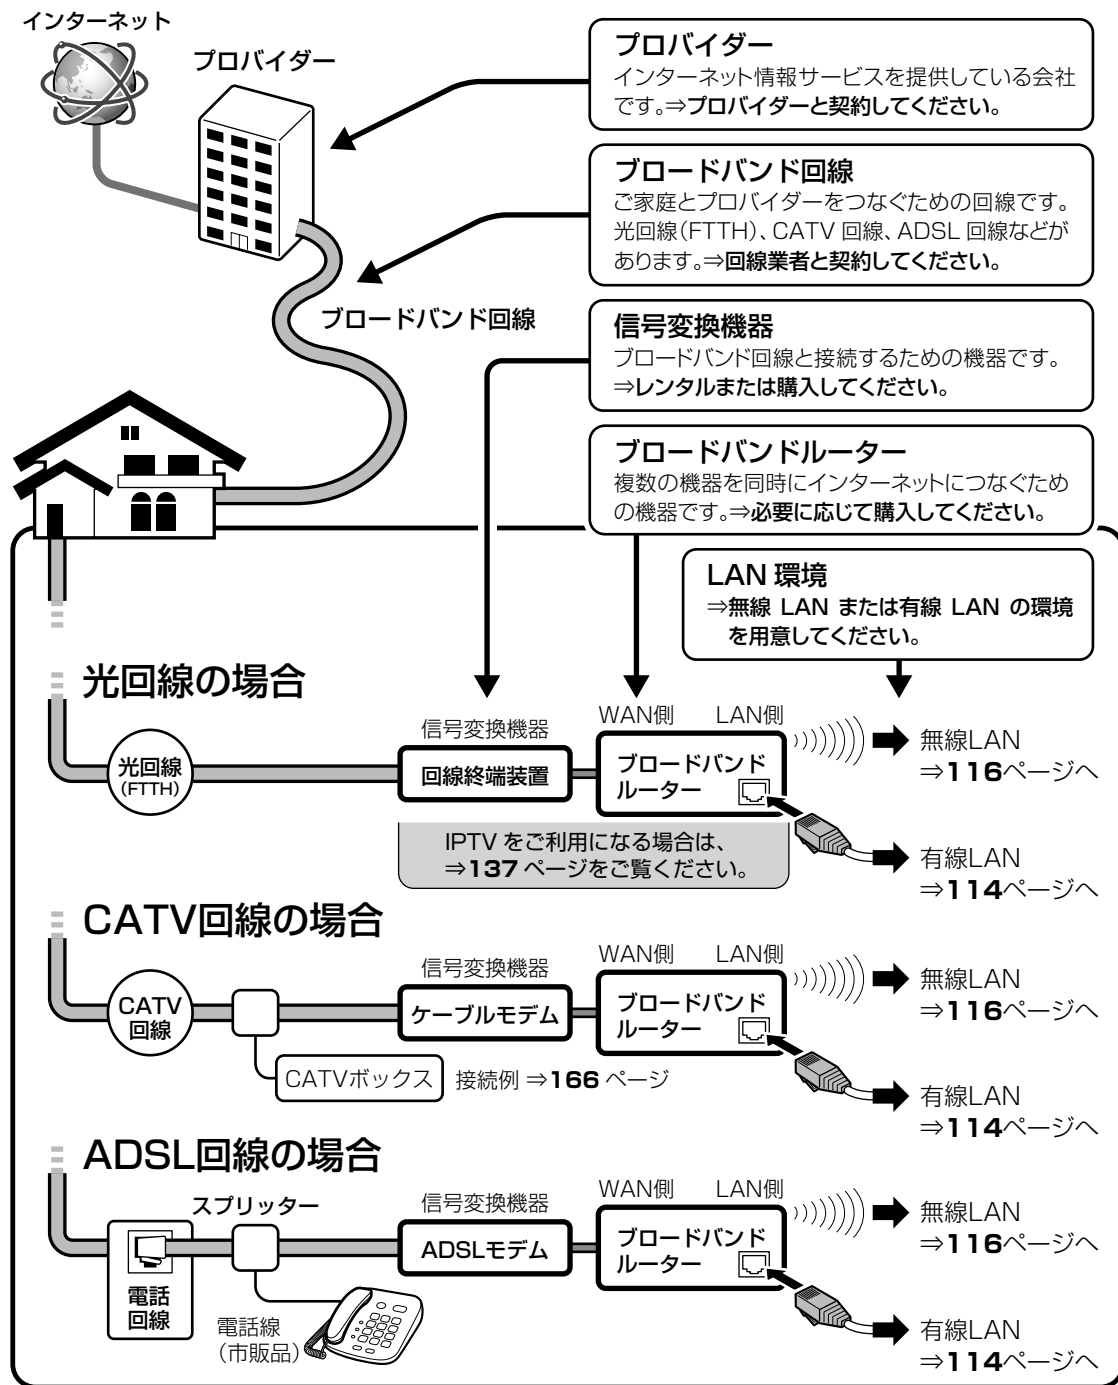 インターネット
プロバイダー
プロバイダー
インターネット情報サービスを提供している会社
です。⇒プロバイダーと契約してください。
ブロードバンド回線
ご家庭とプロバイダーをつなぐための回線です。
光回線(FTTH)、CATV 回線、ADSL 回線などが
あります。⇒回線業者と契約してください。
ブロードバンド回線
信号変換機器
ブロードバンド回線と接続するための機器です。
⇒レンタルまたは購入してください。
ブロードバンドルーター
複数の機器を同時にインターネットにつなぐため
の機器です。⇒必要に応じて購入してください。
LAN 環境
⇒無線 LAN または有線 LAN の環境
を用意してください。
光回線の場合
光回線
(FTTH)
信号変換機器
回線終端装置
WAN側 LAN側
ブロードバンド
ルーター
無線LAN
⇒116ページへ
IPTV をご利用になる場合は、
⇒137 ページをご覧ください。
有線LAN
⇒114ページへ
CATV回線の場合
CATV
回線
信号変換機器
ケーブルモデム
WAN側 LAN側
ブロードバンド
ルーター
無線LAN
⇒116ページへ
CATVボックス 接続例 ⇒166 ページ
有線LAN
⇒114ページへ
ADSL回線の場合
スプリッター
電話
回線
電話線
(市販品)
信号変換機器
ADSLモデム
WAN側 LAN側
ブロードバンド
ルーター
無線LAN
⇒116ページへ
有線LAN
⇒114ページへ